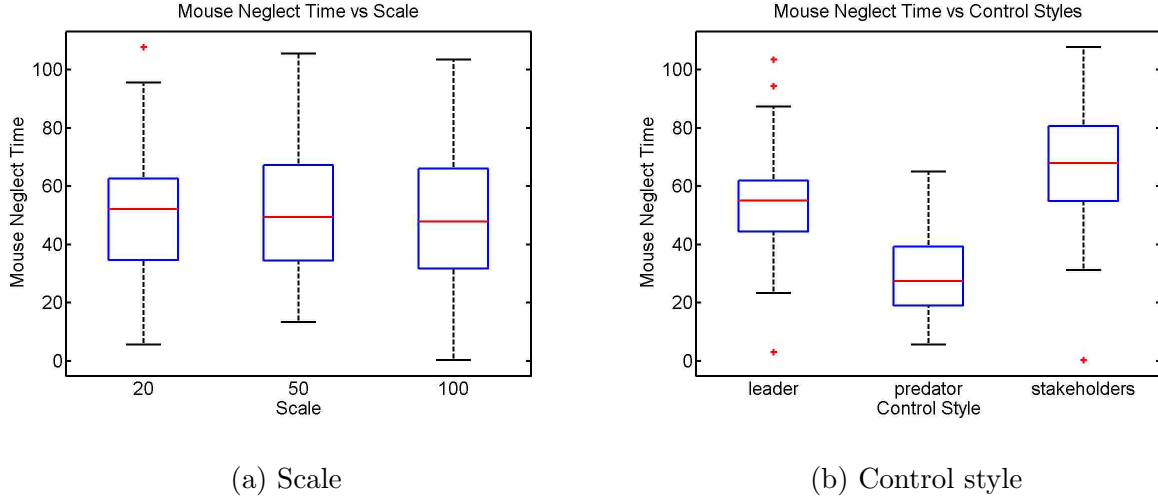 Mouse Neglect Time vs Scale
Mouse Neglect Time
100
80
60
40
20
0
20 50 100
Scale
(a) Scale
Mouse Neglect Time vs Control Styles
Mouse Neglect Time
100
80
60
40
20
0
leader predator stakeholders
Control Style
(b) Control style